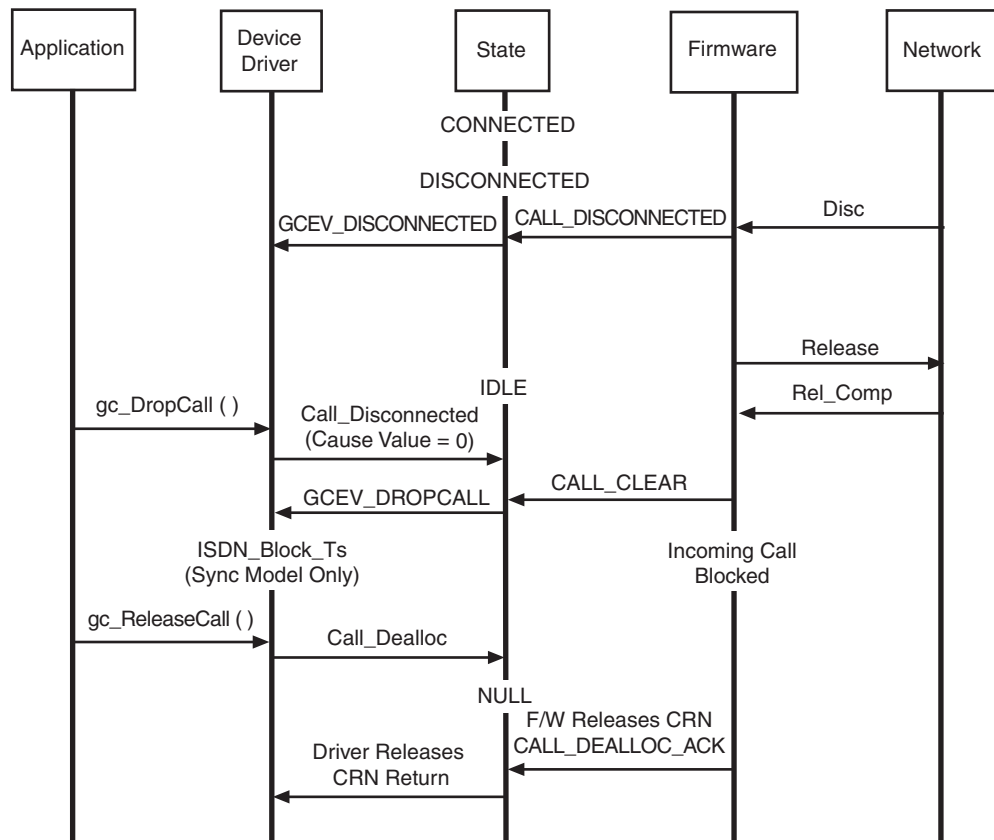 Application
Device
Driver
State
Firmware
Network
CONNECTED
DISCONNECTED
GCEV_DISCONNECTED
CALL_DISCONNECTED
Disc
Release
IDLE
Rel_Comp
gc_DropCall ( )
Call_Disconnected
(Cause Value = 0)
CALL_CLEAR
GCEV_DROPCALL
ISDN_Block_Ts
(Sync Model Only)
Incoming Call
Blocked
gc_ReleaseCall ( )
Call_Dealloc
NULL
F/W Releases CRN
CALL_DEALLOC_ACK
Driver Releases
CRN Return